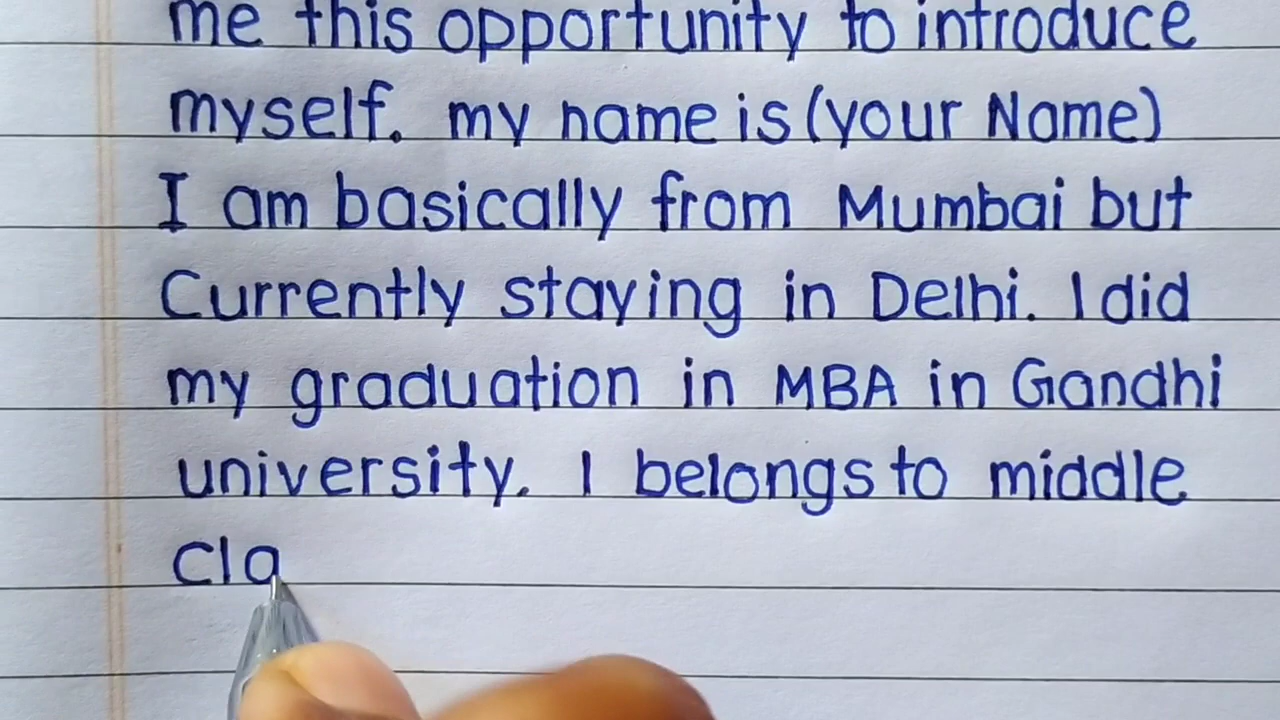 me this opportunity to introduce
myself. my name is (your Name)
I am basically from Mumbai but
Currently staying in Delhi. I did
my graduation in MBA in Gandhi
university. I belongs to middle
Cla